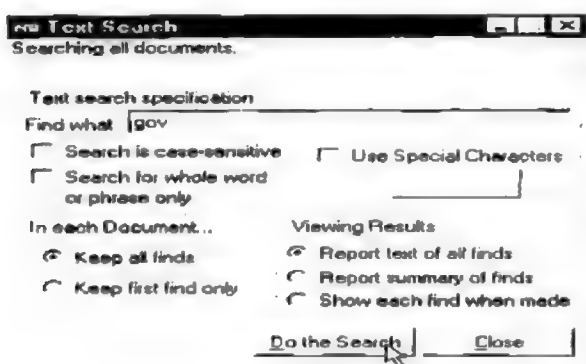 Text Search
Searching all documents.
Text search specification
Find what gov
Search is case-sensitive
Use Special Characters
Search for whole word
or phrase only
In each Document...
Viewing Results
Keep all finds
Report text of all finds
Report summary of finds
Keep first find only
Show each find when made
Do the Search
Close